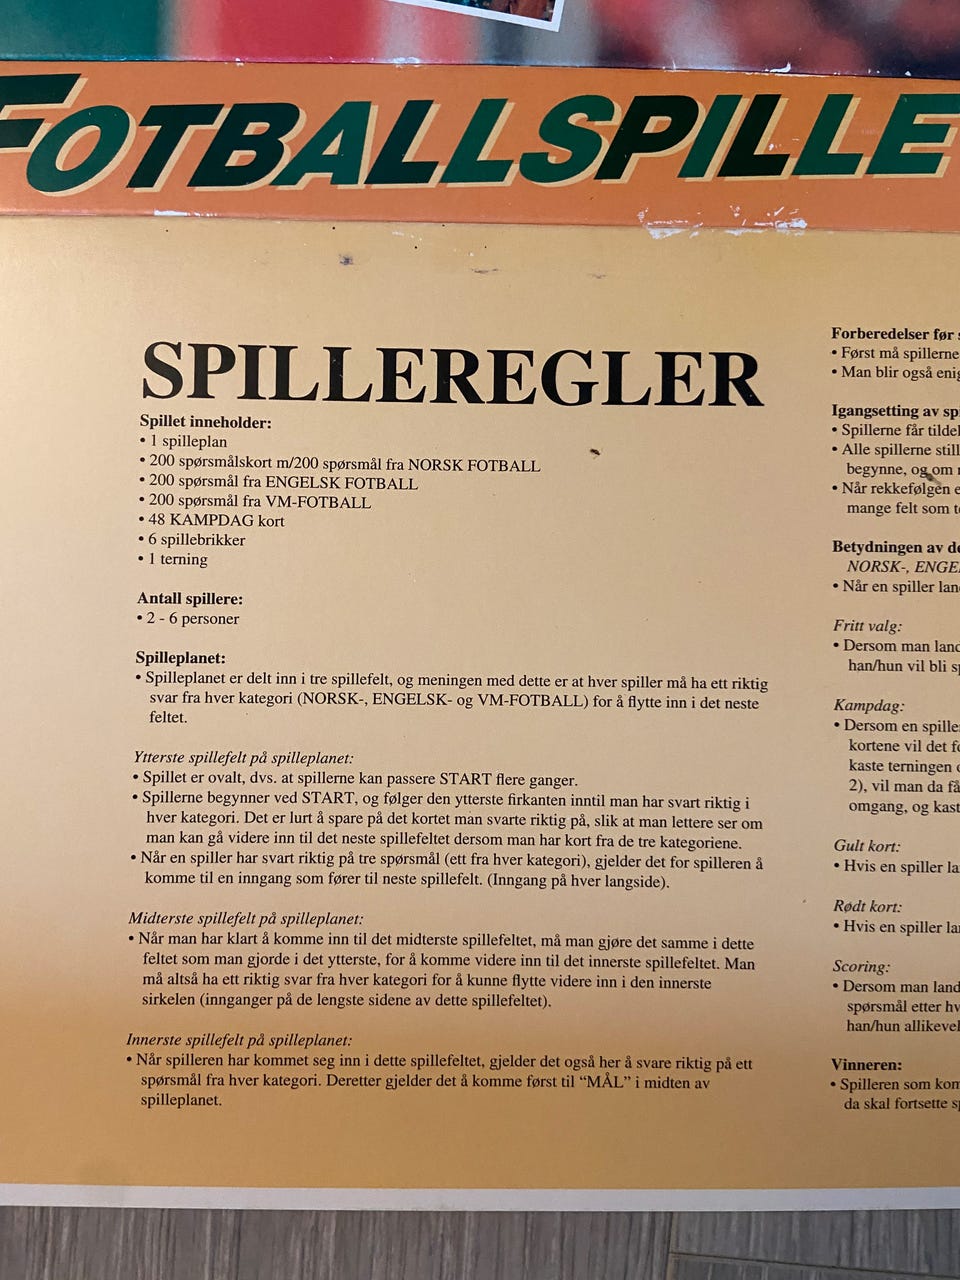 FOTBALLSPILLE
SPILLEREGLER
Spillet inneholder:
• 1 spilleplan
• 200 spørsmålskort m/200 spørsmål fra NORSK FOTBALL
• 200 spørsmål fra ENGELSK FOTBALL
• 200 spørsmål fra VM-FOTBALL
• 48 KAMPDAG kort
• 6 spillebrikker
• 1 terning
Antall spillere:
• 2 - 6 personer
Spilleplanet:
• Spilleplanet er delt inn i tre spillefelt, og meningen med dette er at hver spiller må ha ett riktig
svar fra hver kategori (NORSK-, ENGELSK- og VM-FOTBALL) for å flytte inn i det neste
feltet.
Ytterste spillefelt på spilleplanet:
• Spillet er ovalt, dvs. at spillerne kan passere START flere ganger.
• Spillerne begynner ved START, og følger den ytterste firkanten inntil man har svart riktig i
hver kategori. Det er lurt å spare på det kortet man svarte riktig på, slik at man lettere ser om
man kan gå videre inn til det neste spillefeltet dersom man har kort fra de tre kategoriene.
• Når en spiller har svart riktig på tre spørsmål (ett fra hver kategori), gjelder det for spilleren å
komme til en inngang som fører til neste spillefelt. (Inngang på hver langside).
Midterste spillefelt på spilleplanet:
• Når man har klart å komme inn til det midterste spillefeltet, må man gjøre det samme i dette
feltet som man gjorde i det ytterste, for å komme videre inn til det innerste spillefeltet. Man
må altså ha ett riktig svar fra hver kategori for å kunne flytte videre inn i den innerste
sirkelen (innganger på de lengste sidene av dette spillefeltet).
Innerste spillefelt på spilleplanet:
• Når spilleren har kommet seg inn i dette spillefeltet, gjelder det også her å svare riktig på ett
spørsmål fra hver kategori. Deretter gjelder det å komme først til “MÅL” i midten av
spilleplanet.
Forberedelser før
• Først må spillerne
• Man blir også
Igangsetting av
• Spillerne får
• Alle spillerne
begynne, og om
• Når rekkefølgen
mange felt som
Betydningen av
NORSK-,
• Når en spiller
Fritt valg:
• Dersom man
han/hun vil bli
Kampdag:
• Dersom en
kortene vil det
kaste terningen
2), vil man da få
omgang, og
Gult kort:
• Hvis en spiller
Rødt kort:
• Hvis en spiller
Scoring:
• Dersom man
spørsmål etter
han/hun
Vinneren:
• Spilleren som
da skal fortsette